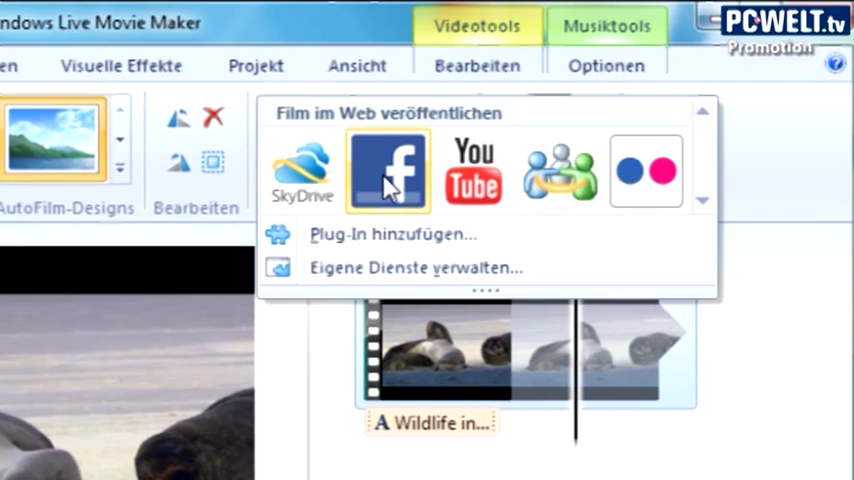 ndows Live Movie Maker
Videotools
Musiktools
PCWELT.tv
Promotion
en
Visuelle Effekte
Projekt
Ansicht
Bearbeiten
Optionen
Film im Web veröffentlichen
SkyDrive
f
You
Tube
AutoFilm-Designs
Bearbeiten
Plug-In hinzufügen...
Eigene Dienste verwalten...
A Wildlife in...